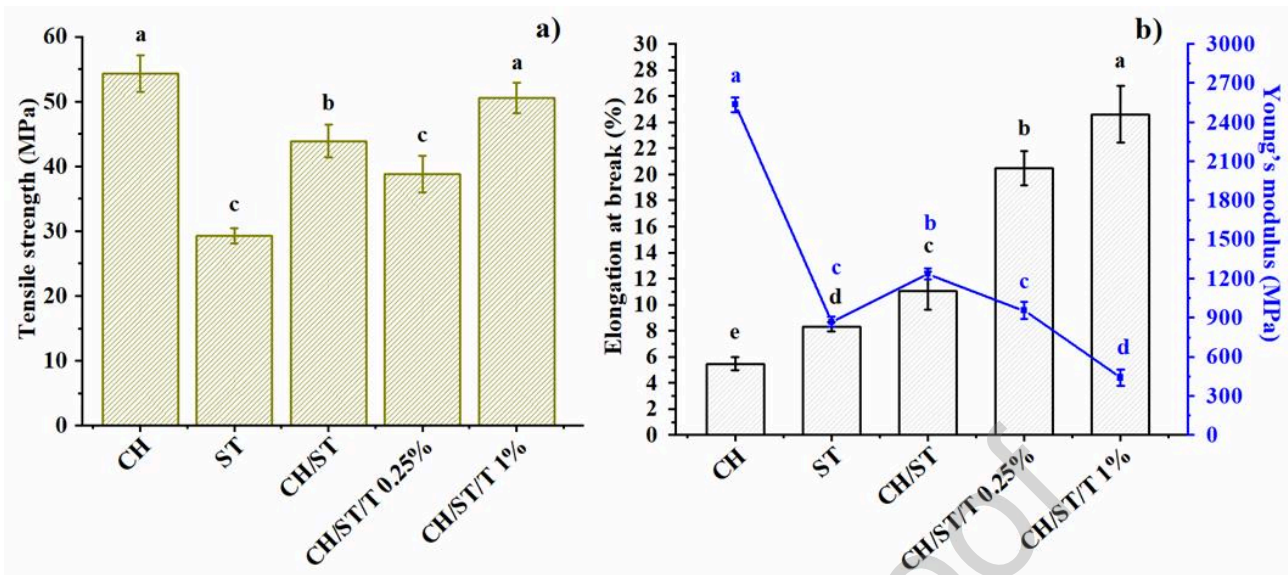 a)
Tensile strength (MPa)
60
50
40
30
20
10
0
a
c
b
c
a
CH
ST
CH/ST
CH/ST/T 0.25%
CH/ST/T 1%
b)
Elongation at break (%)
30
28
26
24
22
20
18
16
14
12
10
8
6
4
2
0
a
e
c
d
b
c
b
c
a
d
CH
ST
CH/ST
CH/ST/T 0.25%
CH/ST/T 1%
3000
2700
2400
2100
1800
1500
1200
900
600
300
0
Young's modulus (MPa)